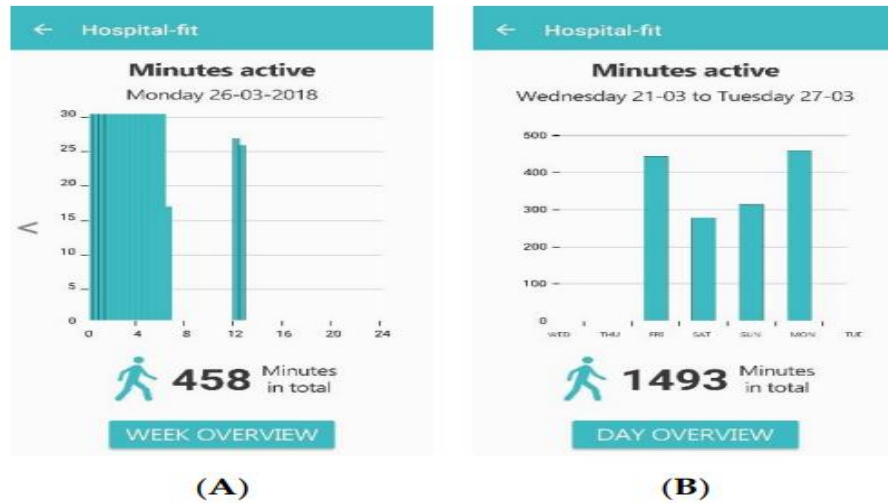 ← Hospital-fit
Minutes active
Monday 26-03-2018
30
25
20
15
10
5
0
0 4 8 12 16 20 24
<
458 Minutes
in total
WEEK OVERVIEW
(A)
← Hospital-fit
Minutes active
Wednesday 21-03 to Tuesday 27-03
500
400
300
200
100
0
WED THU FRI SAT SUN MON TUE
1493 Minutes
in total
DAY OVERVIEW
(B)